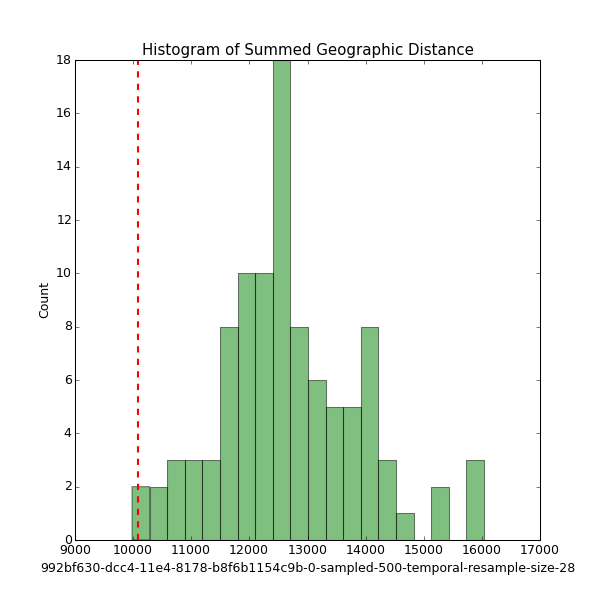 Histogram of Summed Geographic Distance
18
16
14
12
10
8
6
4
2
0
Count
9000 10000 11000 12000 13000 14000 15000 16000 17000
992bf630-dcc4-11e4-8178-b8f6b1154c9b-0-sampled-500-temporal-resample-size-28